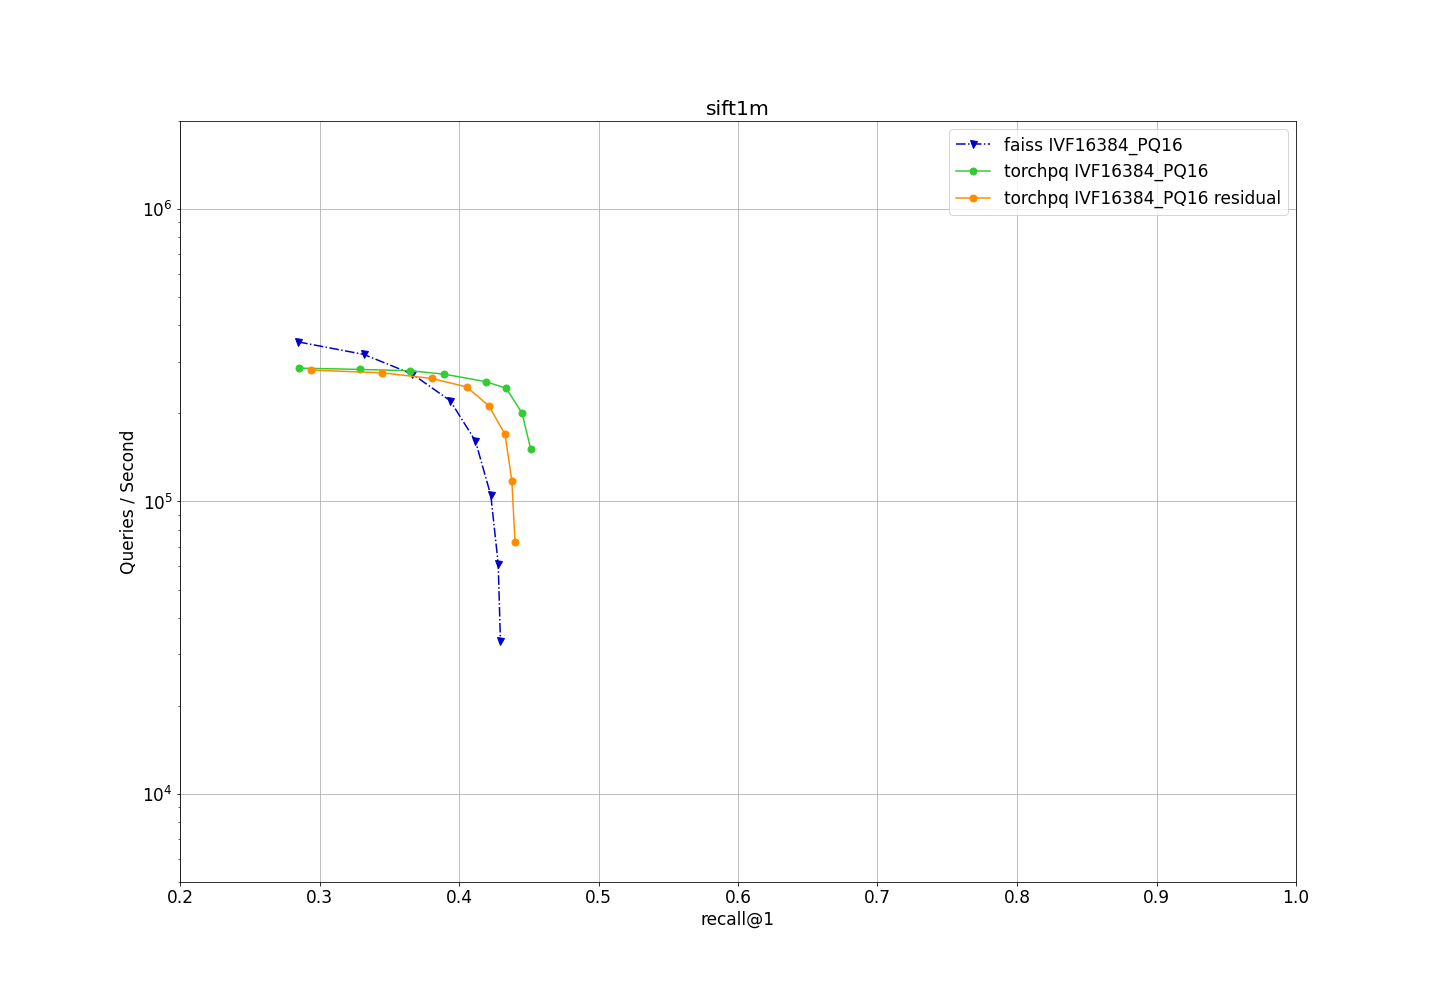 sift1m
faiss IVF16384_PQ16
torchpq IVF16384_PQ16
torchpq IVF16384_PQ16 residual
10^6
10^5
10^4
Queries / Second
0.2 0.3 0.4 0.5 0.6 0.7 0.8 0.9 1.0
recall@1